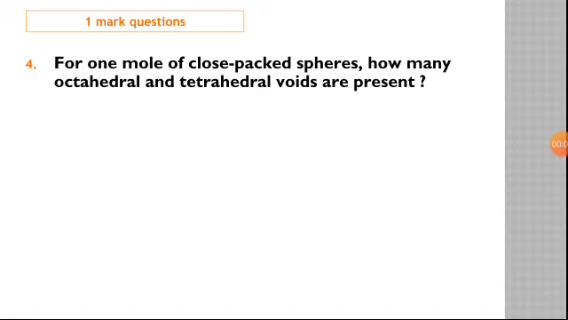 1 mark questions
4. For one mole of close-packed spheres, how many
octahedral and tetrahedral voids are present ?